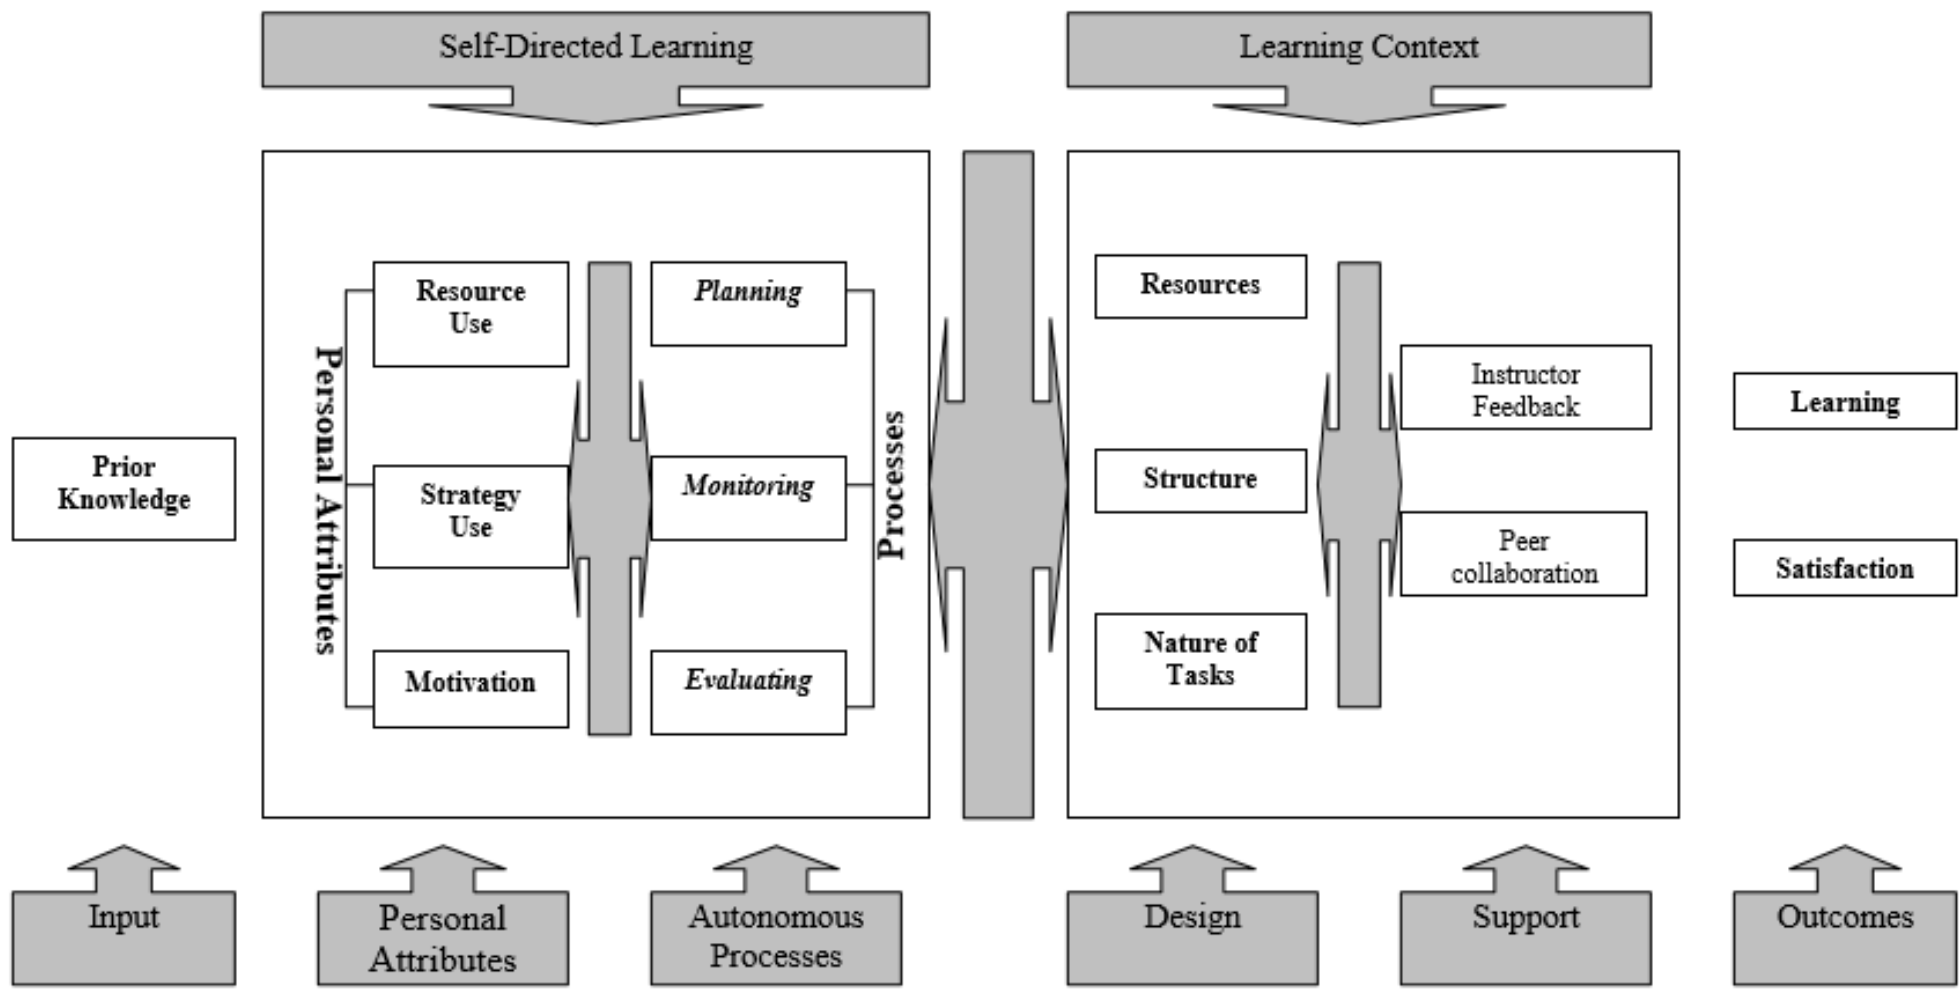 Self-Directed Learning
Learning Context
Prior
Knowledge
Personal Attributes
Resource
Use
Strategy
Use
Motivation
Planning
Monitoring
Evaluating
Processes
Resources
Structure
Nature of
Tasks
Instructor
Feedback
Peer
collaboration
Learning
Satisfaction
Input
Personal
Attributes
Autonomous
Processes
Design
Support
Outcomes